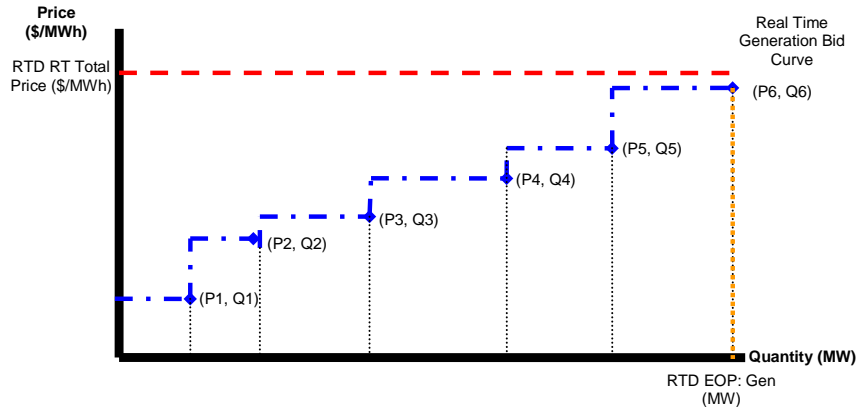 Price
($/MWh)
Real Time
Generation Bid
Curve
RTD RT Total
Price ($/MWh)
(P6, Q6)
(P5, Q5)
(P4, Q4)
(P3, Q3)
(P2, Q2)
(P1, Q1)
Quantity (MW)
RTD EOP: Gen
(MW)